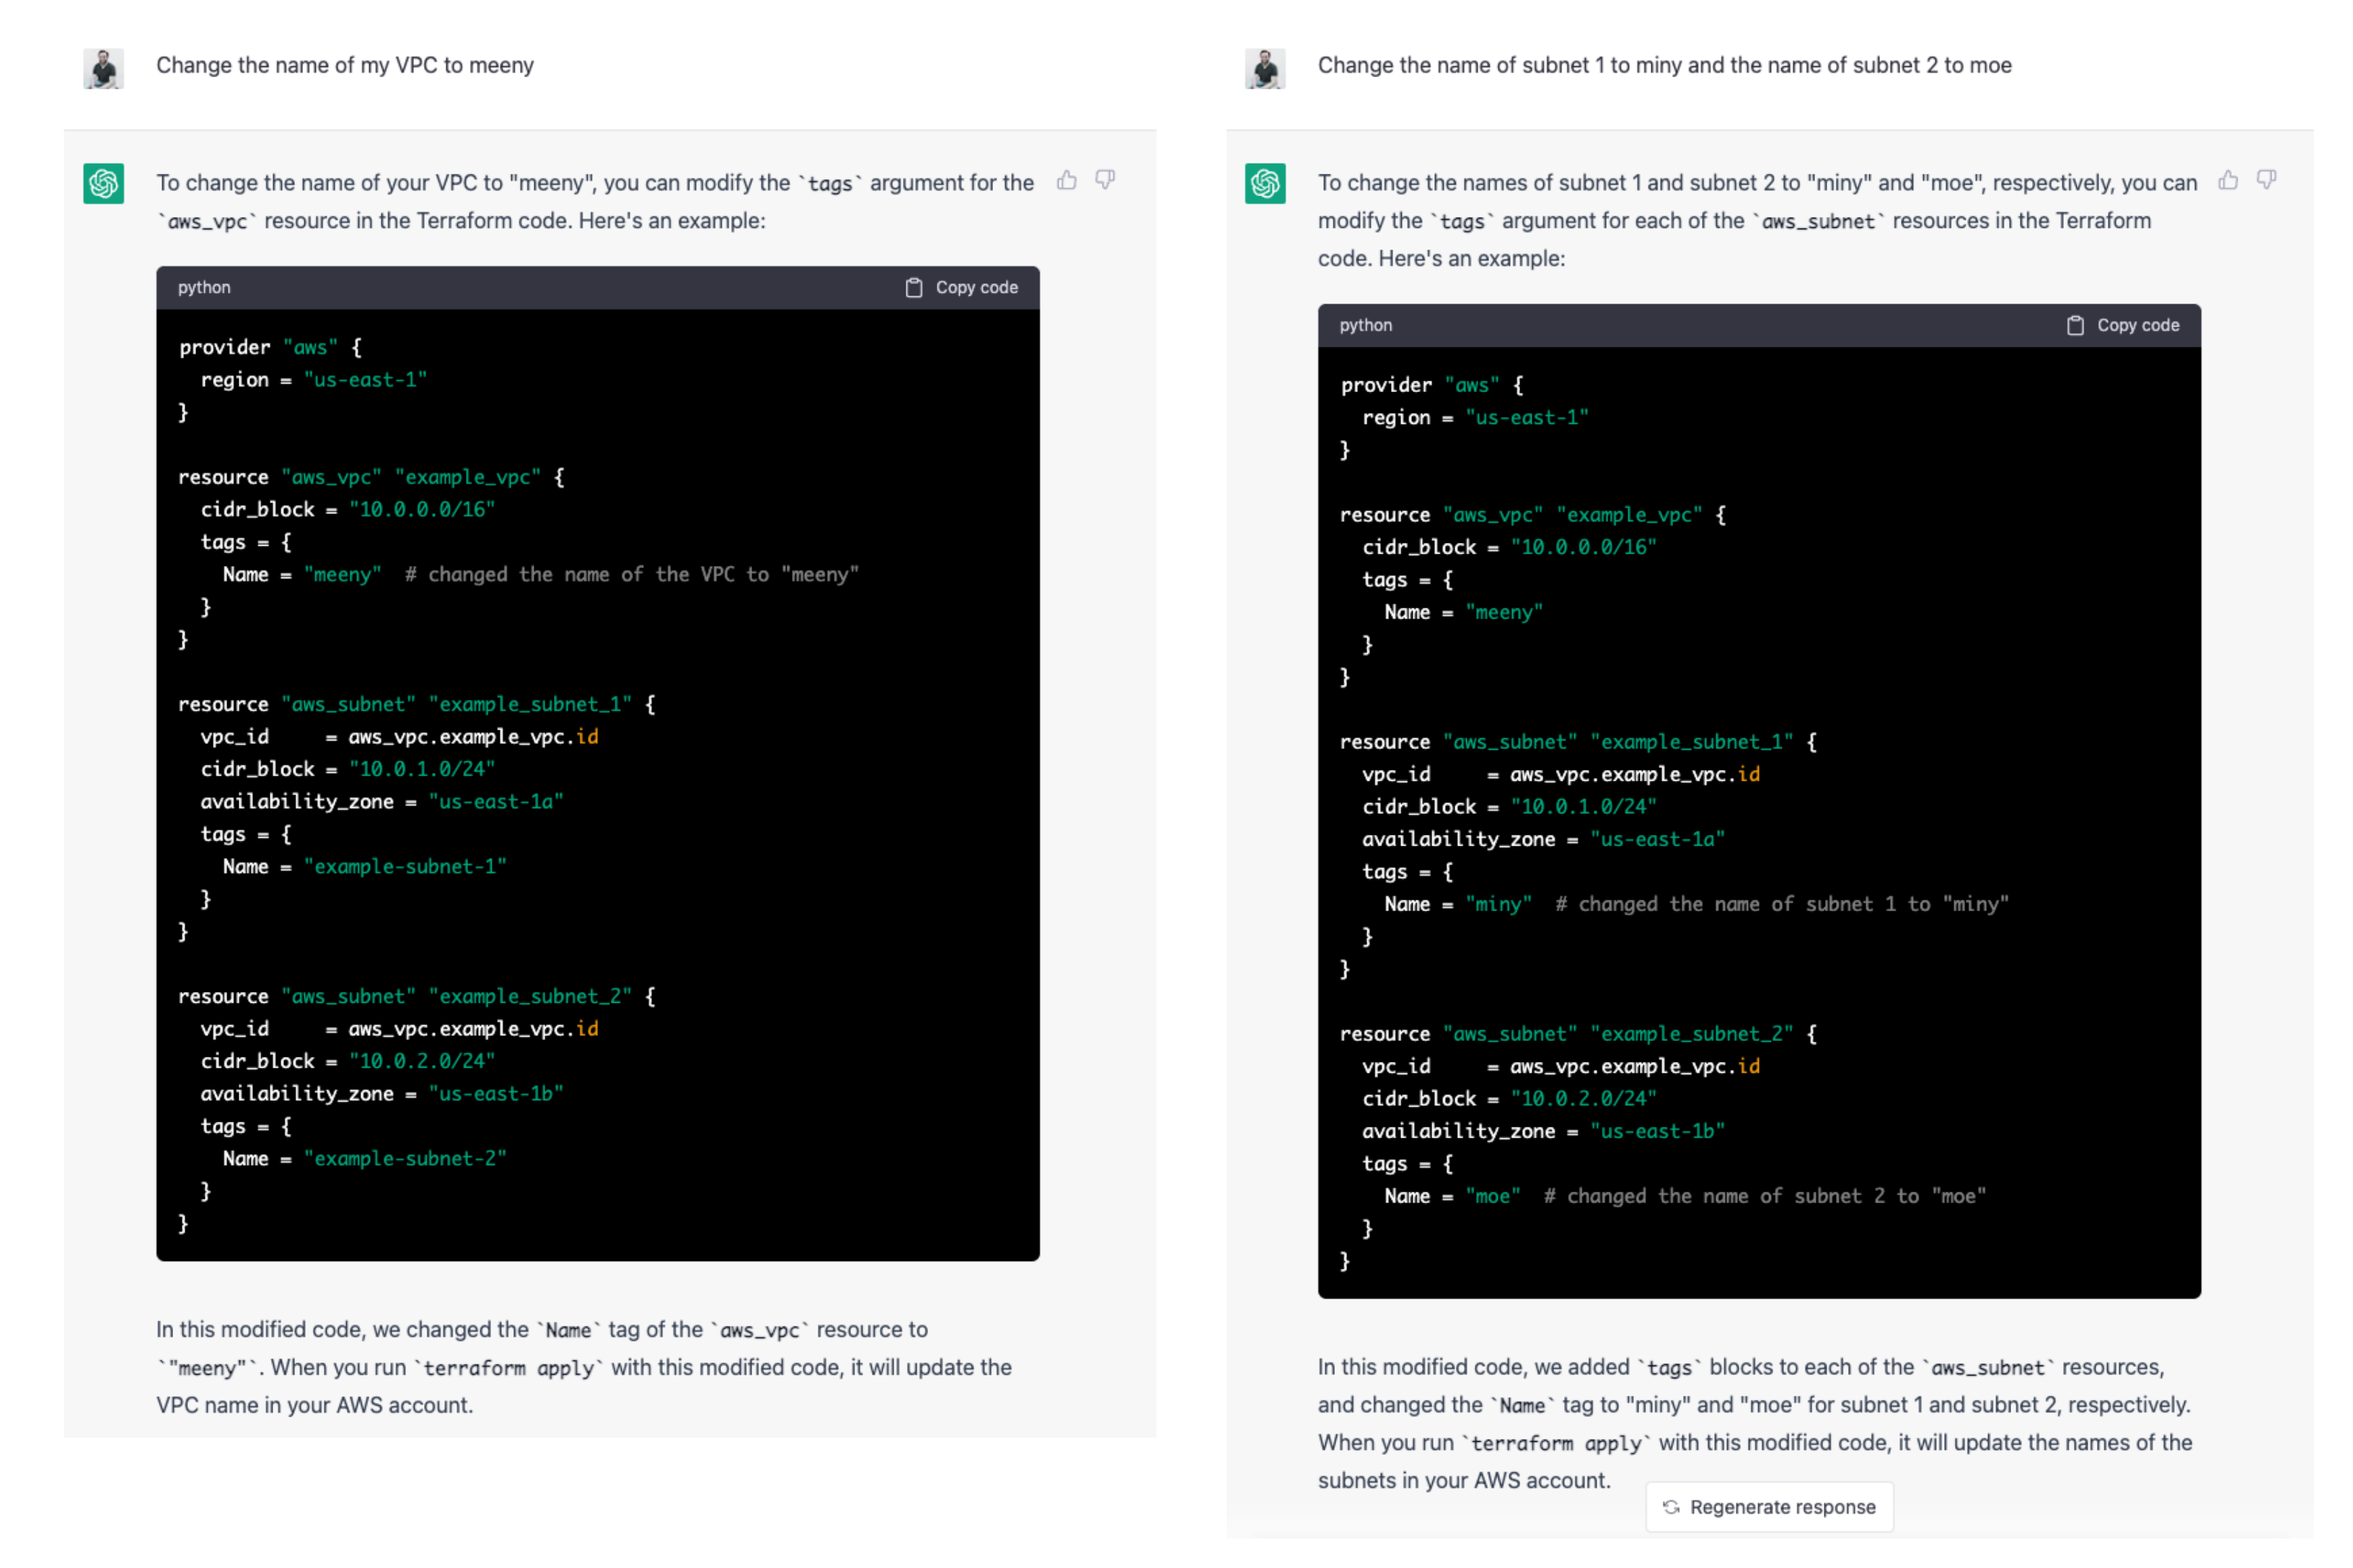 Change the name of my VPC to meeny
To change the name of your VPC to "meeny", you can modify the `tags` argument for the
`aws_vpc` resource in the Terraform code. Here's an example:
python
Copy code
provider "aws" {
  region = "us-east-1"
}
resource "aws_vpc" "example_vpc" {
  cidr_block = "10.0.0.0/16"
  tags = {
    Name = "meeny"  # changed the name of the VPC to "meeny"
  }
}
resource "aws_subnet" "example_subnet_1" {
  vpc_id     = aws_vpc.example_vpc.id
  cidr_block = "10.0.1.0/24"
  availability_zone = "us-east-1a"
  tags = {
    Name = "example-subnet-1"
  }
}
resource "aws_subnet" "example_subnet_2" {
  vpc_id     = aws_vpc.example_vpc.id
  cidr_block = "10.0.2.0/24"
  availability_zone = "us-east-1b"
  tags = {
    Name = "example-subnet-2"
  }
}
In this modified code, we changed the `Name` tag of the `aws_vpc` resource to
`"meeny"`. When you run `terraform apply` with this modified code, it will update the
VPC name in your AWS account.
Change the name of subnet 1 to miny and the name of subnet 2 to moe
To change the names of subnet 1 and subnet 2 to "miny" and "moe", respectively, you can
modify the `tags` argument for each of the `aws_subnet` resources in the Terraform
code. Here's an example:
python
Copy code
provider "aws" {
  region = "us-east-1"
}
resource "aws_vpc" "example_vpc" {
  cidr_block = "10.0.0.0/16"
  tags = {
    Name = "meeny"
  }
}
resource "aws_subnet" "example_subnet_1" {
  vpc_id     = aws_vpc.example_vpc.id
  cidr_block = "10.0.1.0/24"
  availability_zone = "us-east-1a"
  tags = {
    Name = "miny"  # changed the name of subnet 1 to "miny"
  }
}
resource "aws_subnet" "example_subnet_2" {
  vpc_id     = aws_vpc.example_vpc.id
  cidr_block = "10.0.2.0/24"
  availability_zone = "us-east-1b"
  tags = {
    Name = "moe"  # changed the name of subnet 2 to "moe"
  }
}
In this modified code, we added `tags` blocks to each of the `aws_subnet` resources,
and changed the `Name` tag to "miny" and "moe" for subnet 1 and subnet 2, respectively.
When you run `terraform apply` with this modified code, it will update the names of the
subnets in your AWS account.
Regenerate response